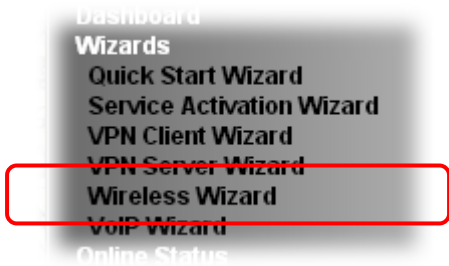 Dashboard
Wizards
Quick Start Wizard
Service Activation Wizard
VPN Client Wizard
VPN Server Wizard
Wireless Wizard
VoIP Wizard
Online Status